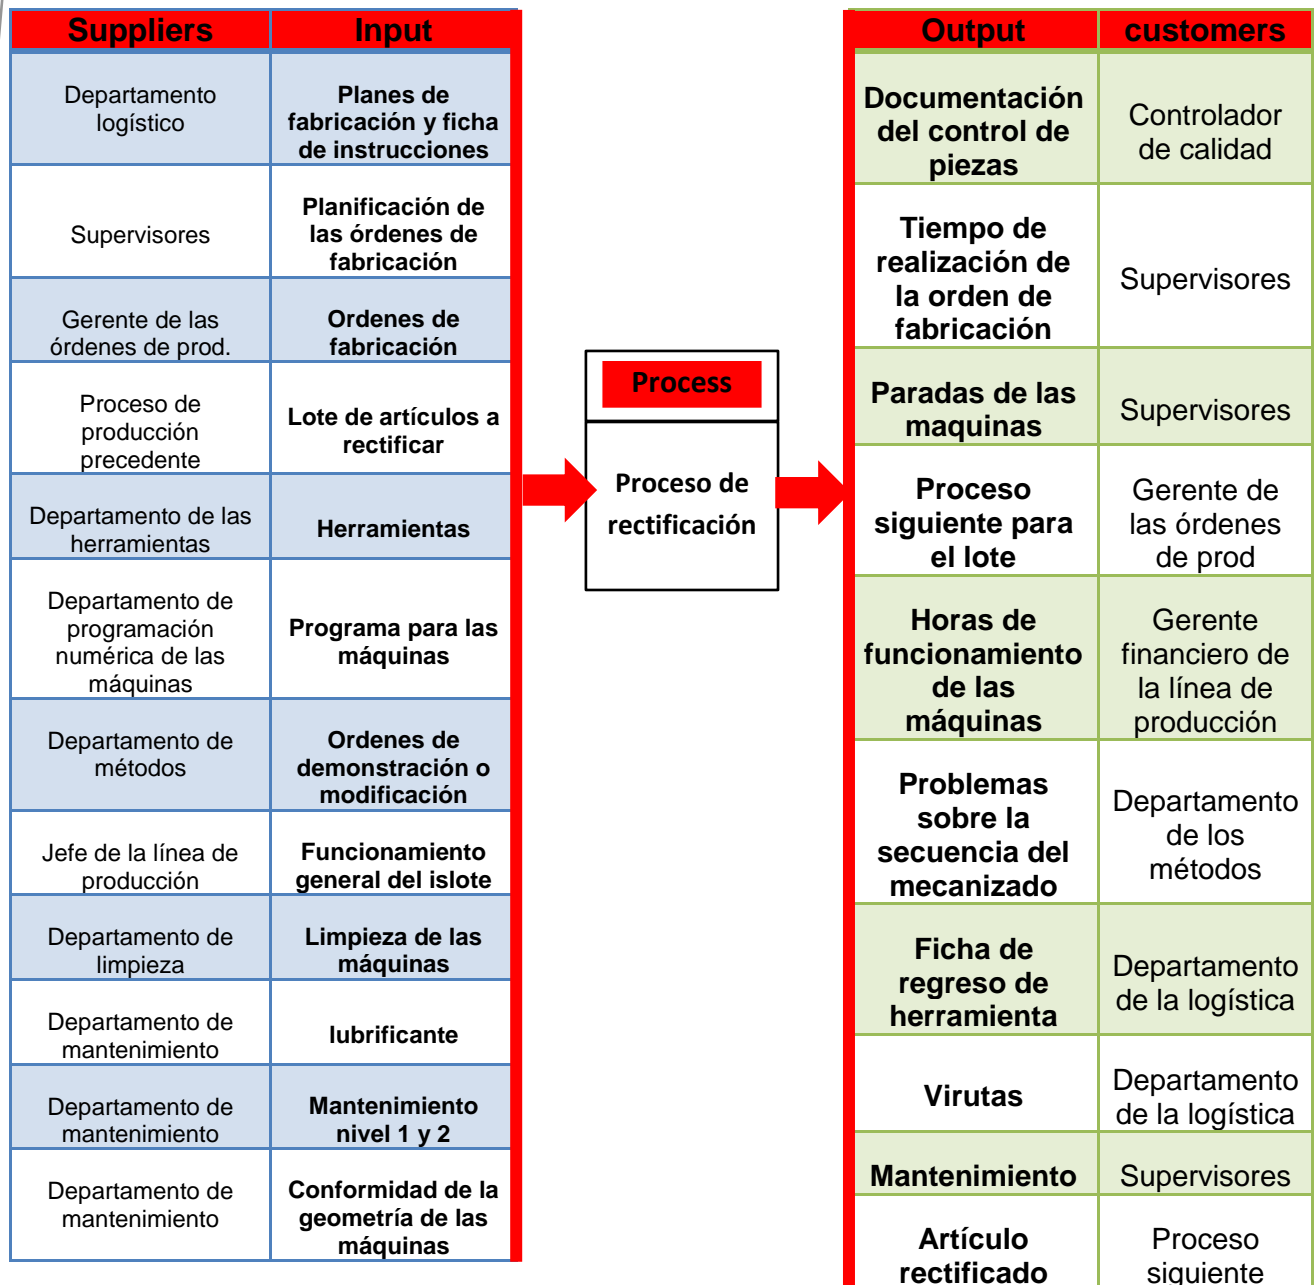 Suppliers
Input
Departamento
logístico
Planes de
fabricación y ficha
de instrucciones
Supervisores
Planificación de
las órdenes de
fabricación
Gerente de las
órdenes de prod.
Ordenes de
fabricación
Proceso de
producción
precedente
Lote de artículos a
rectificar
Departamento de las
herramientas
Herramientas
Departamento de
programación
numérica de las
máquinas
Programa para las
máquinas
Departamento de
métodos
Ordenes de
demonstración o
modificación
Jefe de la línea de
producción
Funcionamiento
general del islote
Departamento de
limpieza
Limpieza de las
máquinas
Departamento de
mantenimiento
lubrificante
Departamento de
mantenimiento
Mantenimiento
nivel 1 y 2
Departamento de
mantenimiento
Conformidad de la
geometría de las
máquinas
Process
Proceso de
rectificación
Output
customers
Documentación
del control de
piezas
Controlador
de calidad
Tiempo de
realización de
la orden de
fabricación
Supervisores
Paradas de las
maquinas
Supervisores
Proceso
siguiente para
el lote
Gerente de
las órdenes
de prod
Horas de
funcionamiento
de las
máquinas
Gerente
financiero de
la línea de
producción
Problemas
sobre la
secuencia del
mecanizado
Departamento
de los
métodos
Ficha de
regreso de
herramienta
Departamento
de la logística
Virutas
Departamento
de la logística
Mantenimiento
Supervisores
Artículo
rectificado
Proceso
siguiente